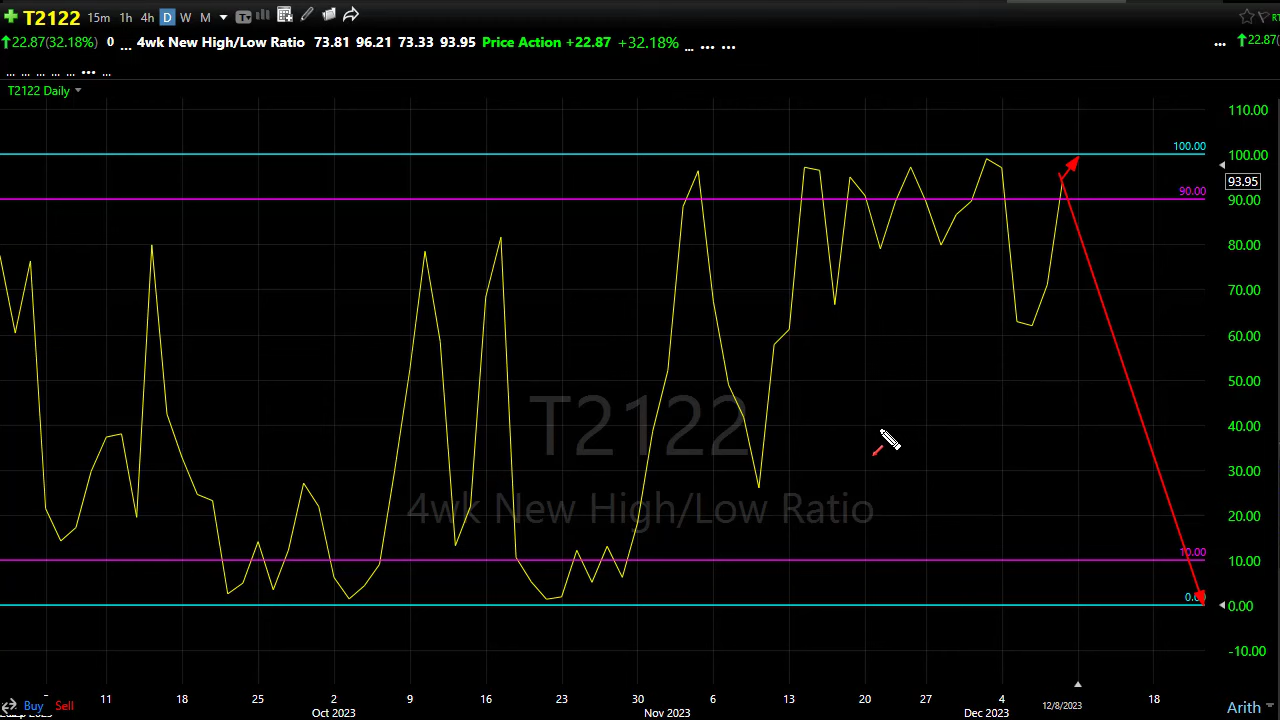 T2122 15m 1h 4h D W M
22.87(32.18%) 0 ... 4wk New High/Low Ratio 73.81 96.21 73.33 93.95 Price Action +22.87 +32.18% ... ... ... ... 22.87(
... ... ... ... ... ... ...
T2122 Daily
110.00
100.00 100.00
93.95
90.00 90.00
80.00
70.00
60.00
50.00
40.00
30.00
20.00
10.00 10.00
0.00
-10.00
T2122
4wk New High/Low Ratio
11 18 25 2 9 16 23 30 6 13 20 27 4 12/8/2023 18
Oct 2023 Nov 2023 Dec 2023
Buy Sell
Arith